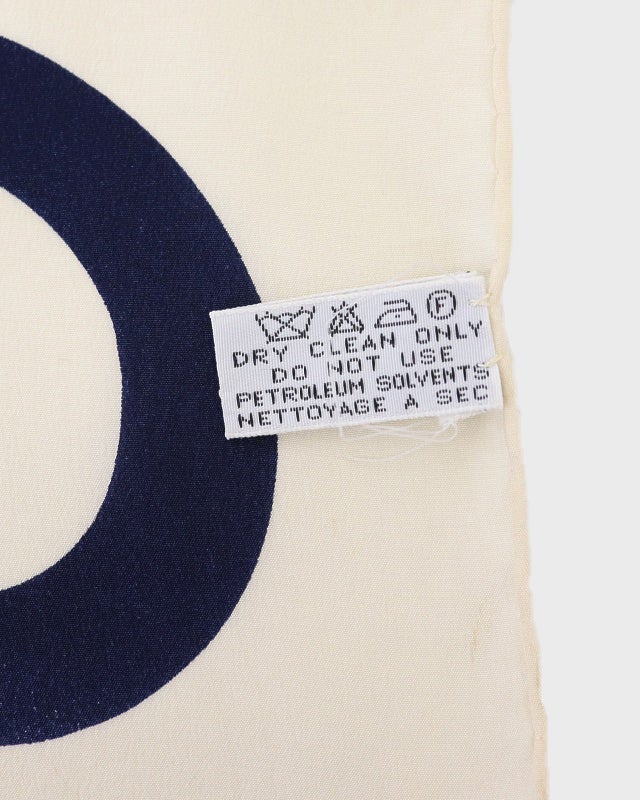 F
DRY CLEAN ONLY
DO NOT USE
PETROLEUM SOLVENTS
NETTOYAGE A SEC